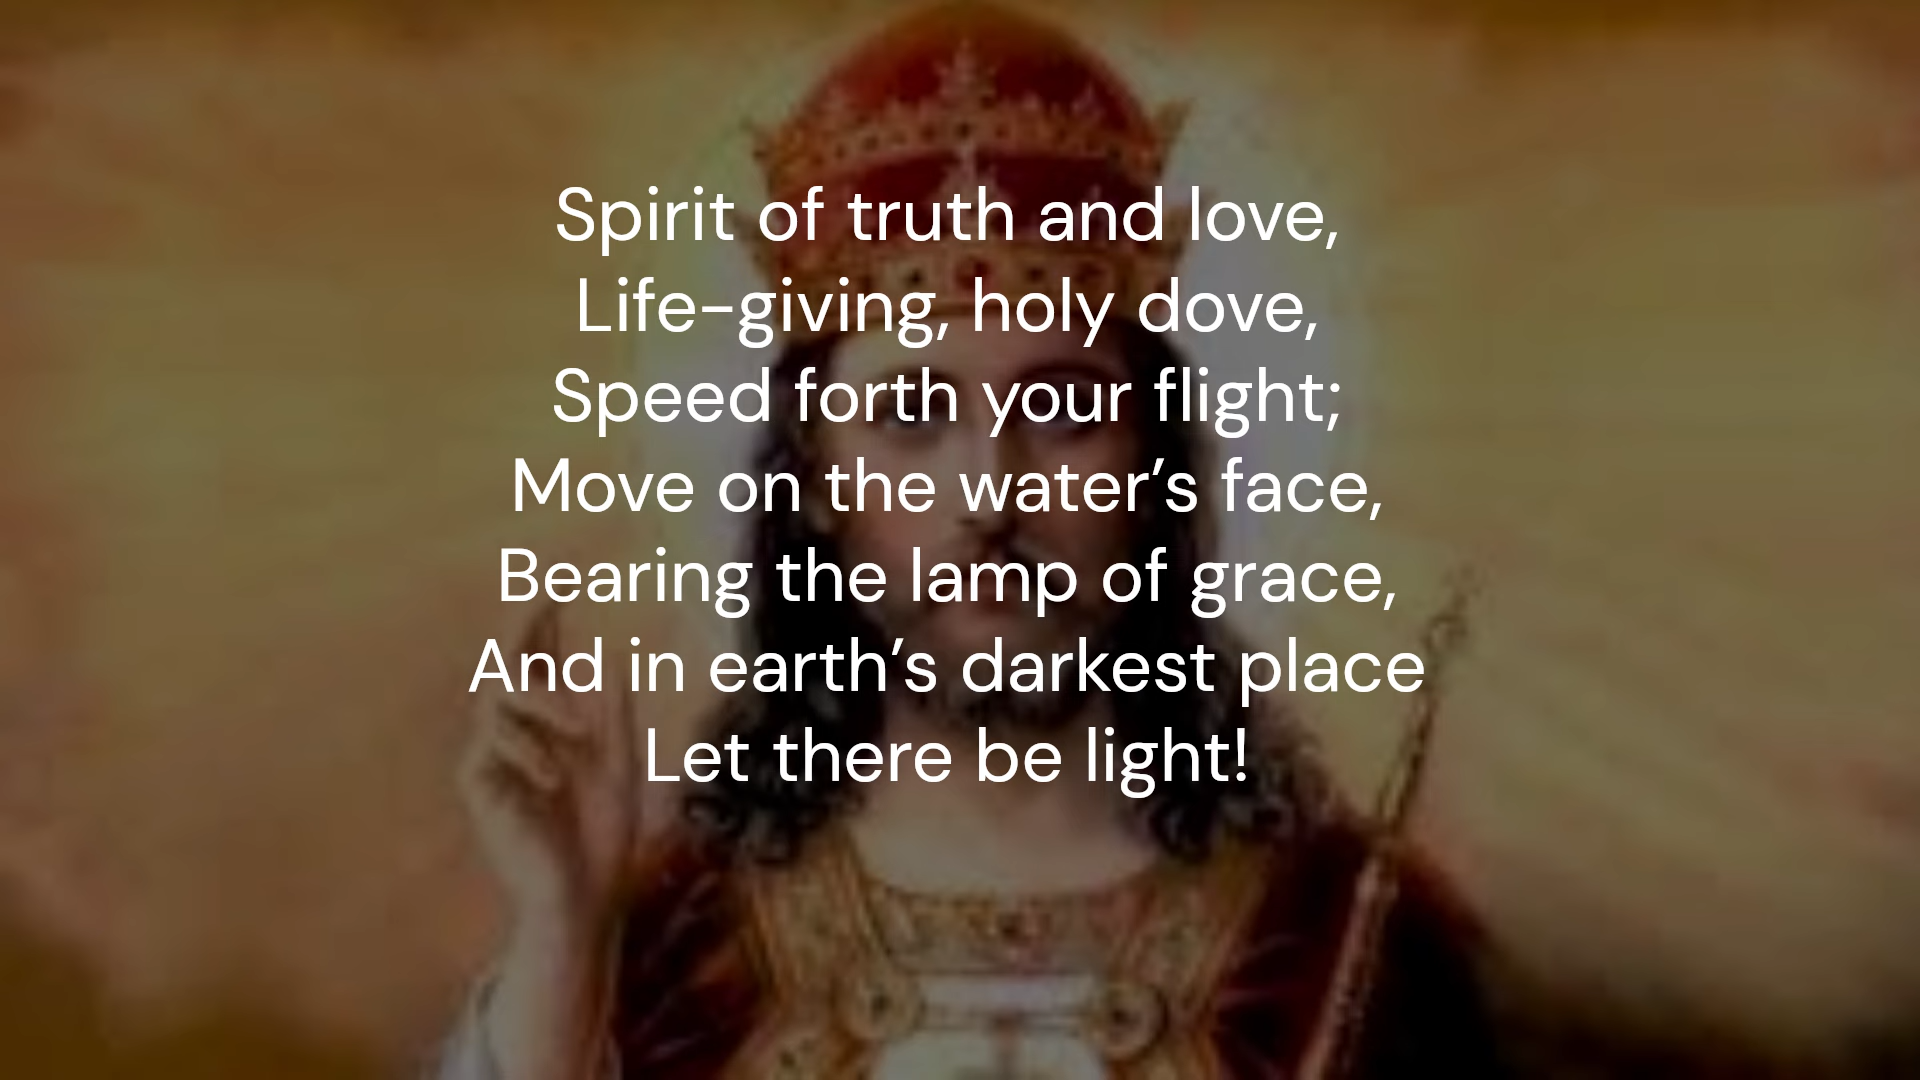 Spirit of truth and love,
Life-giving, holy dove,
Speed forth your flight;
Move on the water’s face,
Bearing the lamp of grace,
And in earth’s darkest place
Let there be light!